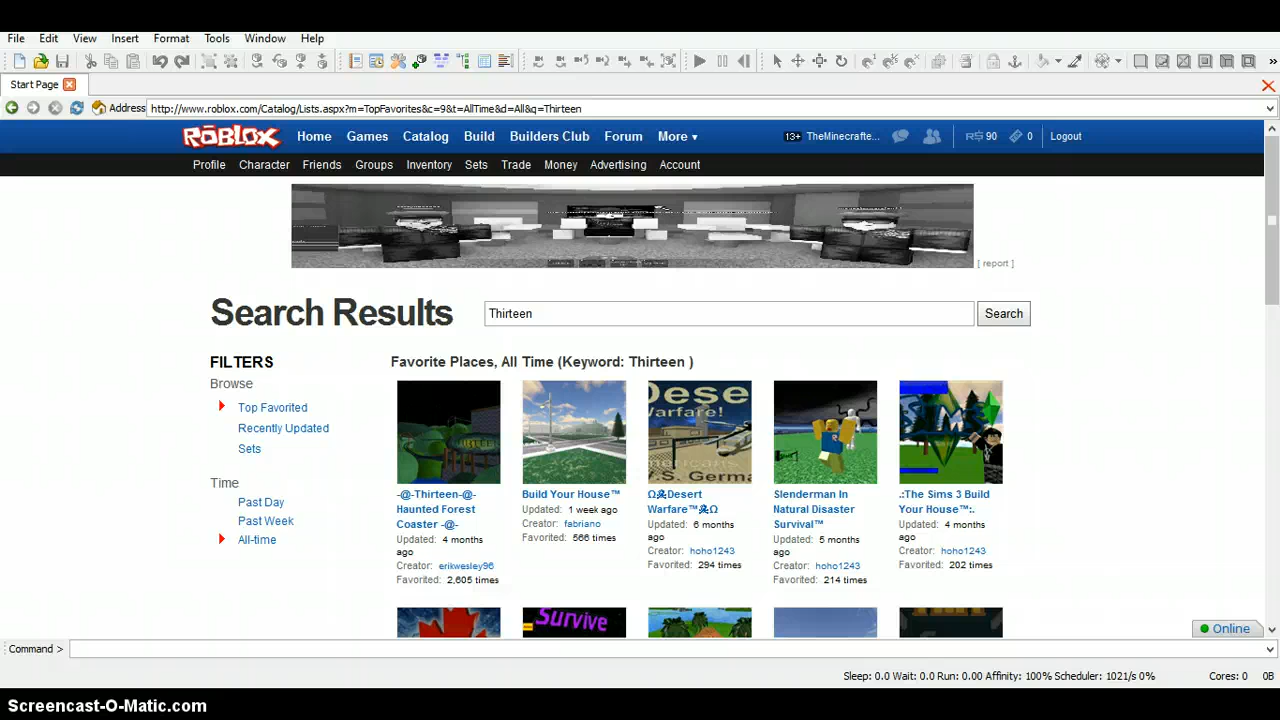 File Edit View Insert Format Tools Window Help
Start Page
Address http://www.roblox.com/Catalog/Lists.aspx?m=TopFavorites&c=9&t=AllTime&d=All&q=Thirteen
ROBLOX Home Games Catalog Build Builders Club Forum More 13+ TheMinecrafte... R$ 90 0 Logout
Profile Character Friends Groups Inventory Sets Trade Money Advertising Account
[ report ]
Search Results Thirteen Search
FILTERS
Browse
Top Favorited
Recently Updated
Sets
Time
Past Day
Past Week
All-time
Favorite Places, All Time (Keyword: Thirteen )
-@-Thirteen-@-
Haunted Forest
Coaster -@-
Updated: 4 months
ago
Creator: erikwesley96
Favorited: 2,605 times
Build Your House™
Updated: 1 week ago
Creator: fabriano
Favorited: 566 times
Dese
Warfare!
V.S. Germa
Ω☠Desert
Warfare™☠Ω
Updated: 6 months
ago
Creator: hoho1243
Favorited: 294 times
Slenderman In
Natural Disaster
Survival™
Updated: 5 months
ago
Creator: hoho1243
Favorited: 214 times
SIMS
.:The Sims 3 Build
Your House™:.
Updated: 4 months
ago
Creator: hoho1243
Favorited: 202 times
Survive
Online
Command >
Sleep: 0.0 Wait: 0.0 Run: 0.00 Affinity: 100% Scheduler: 1021/s 0% Cores: 0 0B
Screencast-O-Matic.com